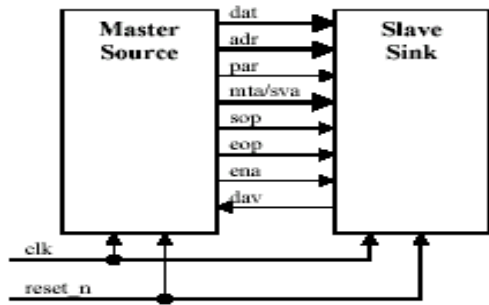 Master
Source
dat
adr
par
mta/sva
sop
eop
ena
dav
Slave
Sink
clk
reset_n